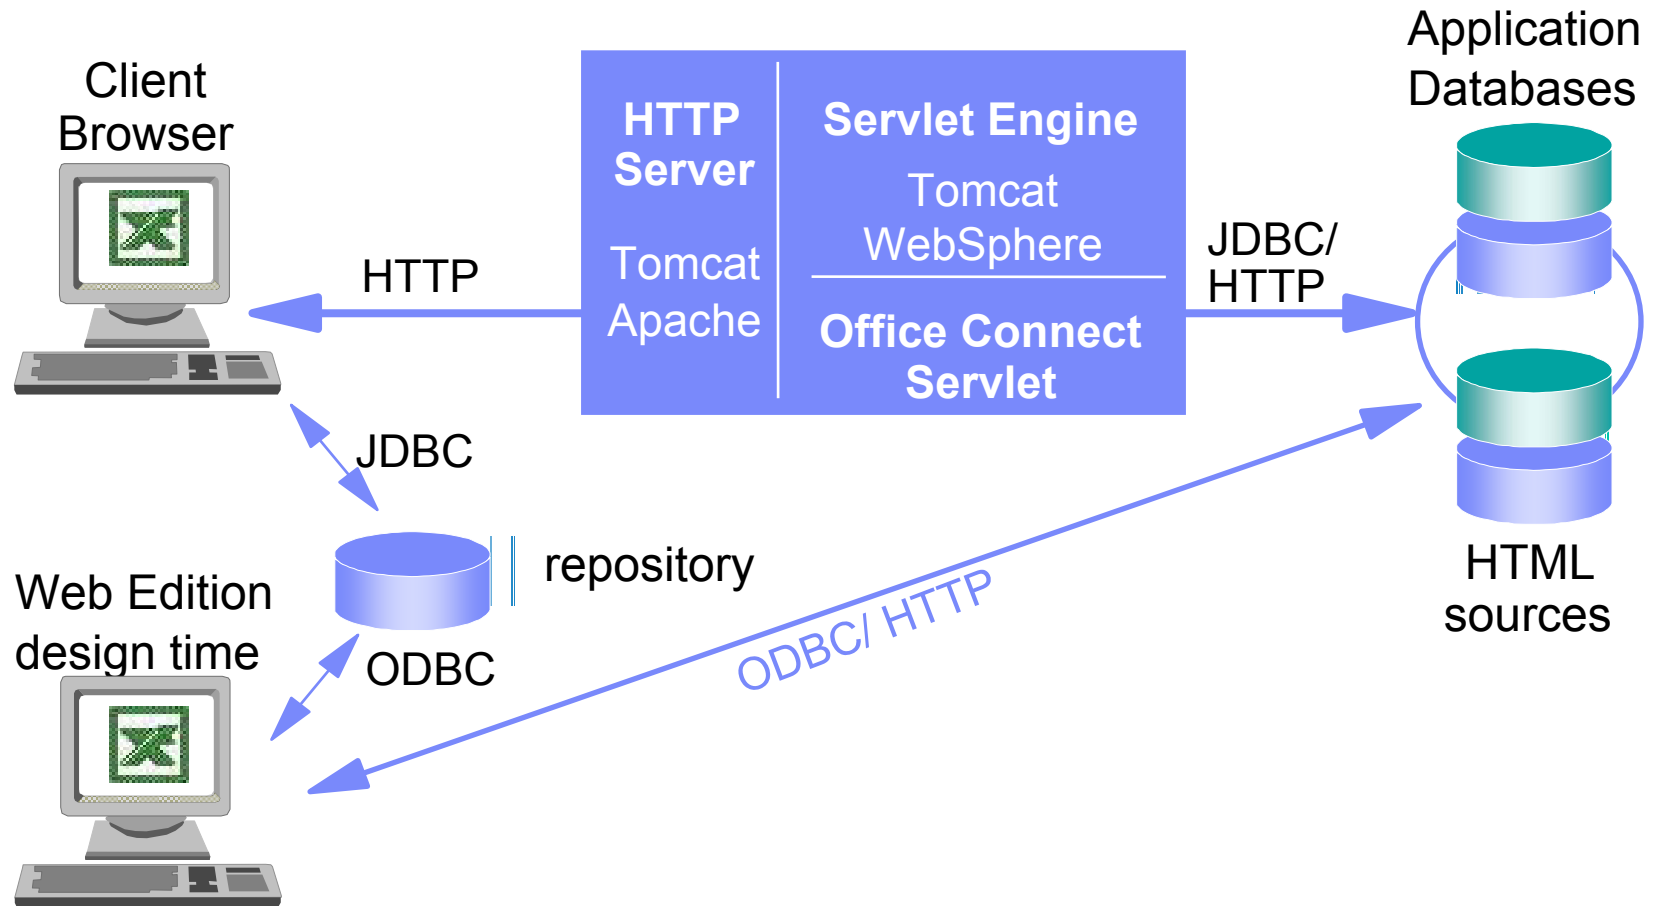 Client
Browser
HTTP
HTTP
Server
Tomcat
Apache
Servlet Engine
Tomcat
WebSphere
Office Connect
Servlet
JDBC/
HTTP
Application
Databases
HTML
sources
JDBC
repository
Web Edition
design time
ODBC
ODBC/ HTTP